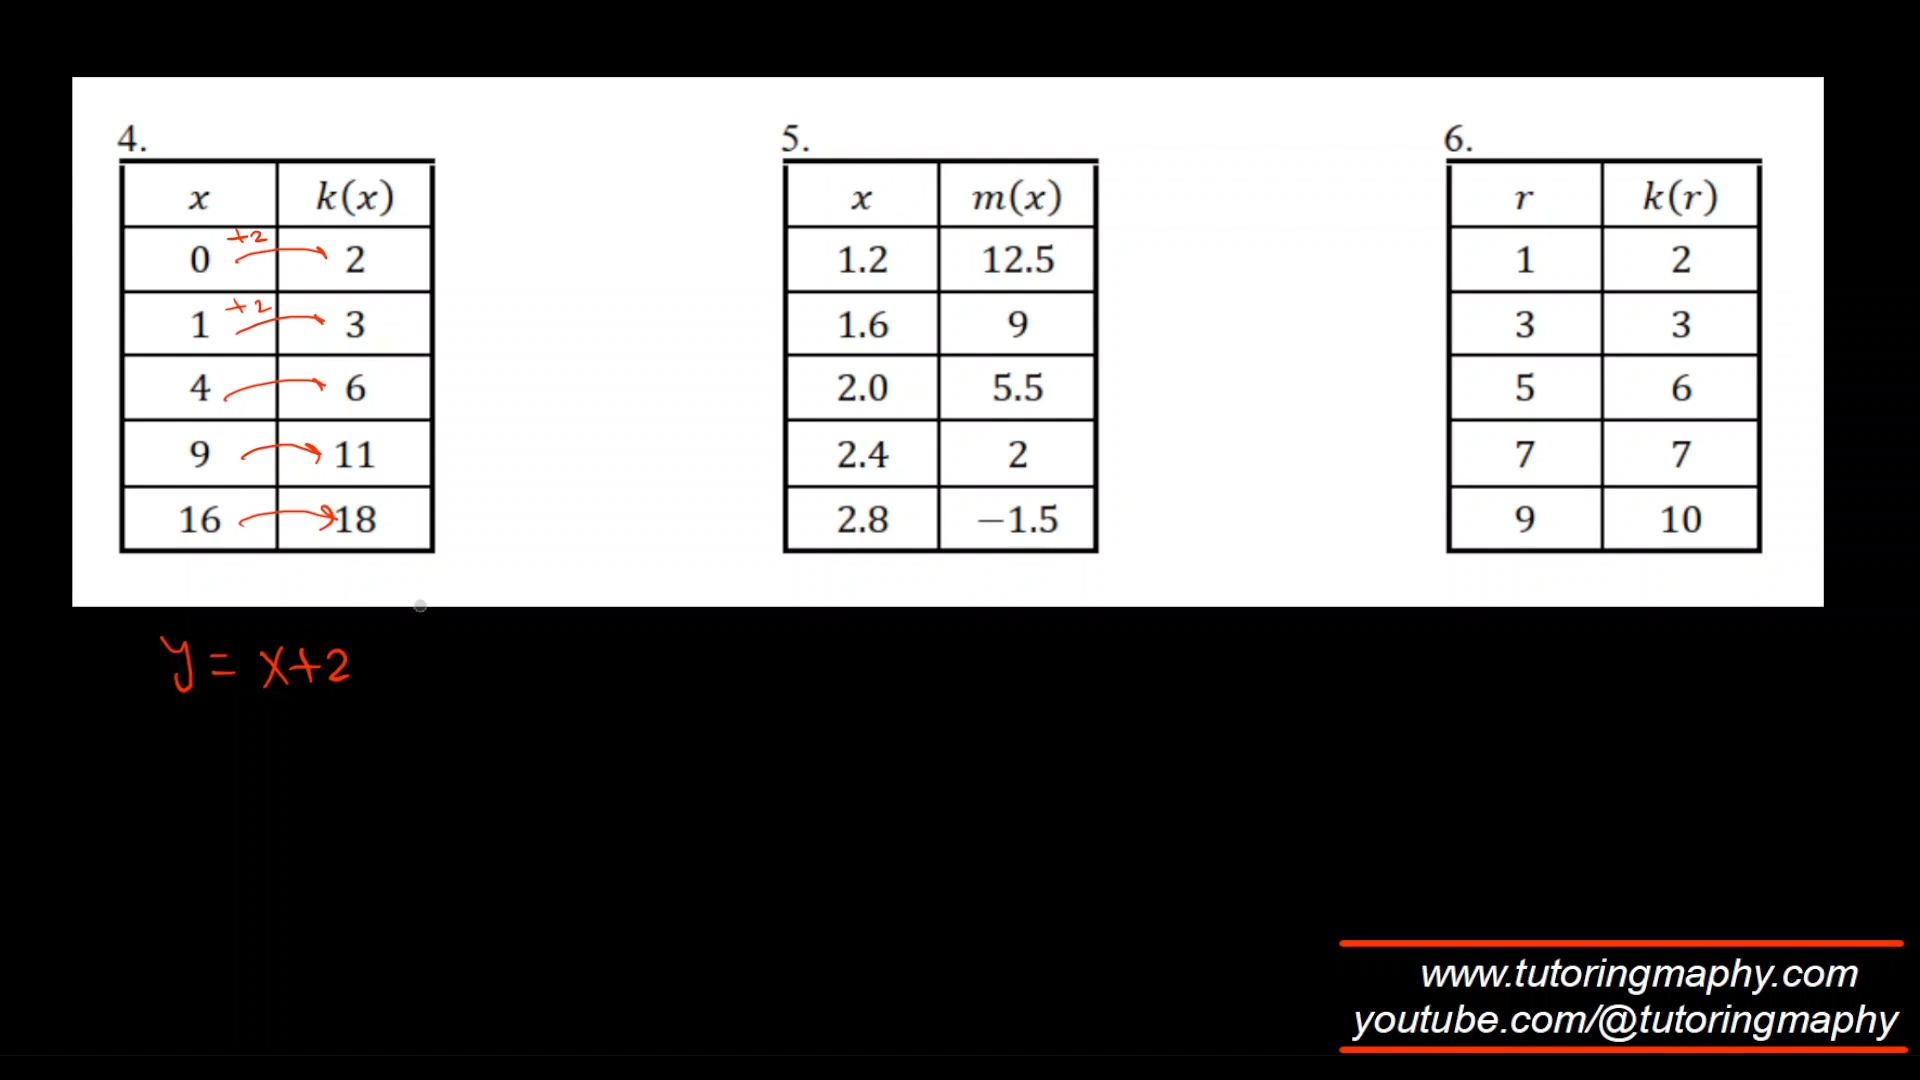 4.
x k(x)
0 +2 2
1 +2 3
4 6
9 11
16 18
5.
x m(x)
1.2 12.5
1.6 9
2.0 5.5
2.4 2
2.8 −1.5
6.
r k(r)
1 2
3 3
5 6
7 7
9 10
y = x+2
www.tutoringmaphy.com
youtube.com/@tutoringmaphy